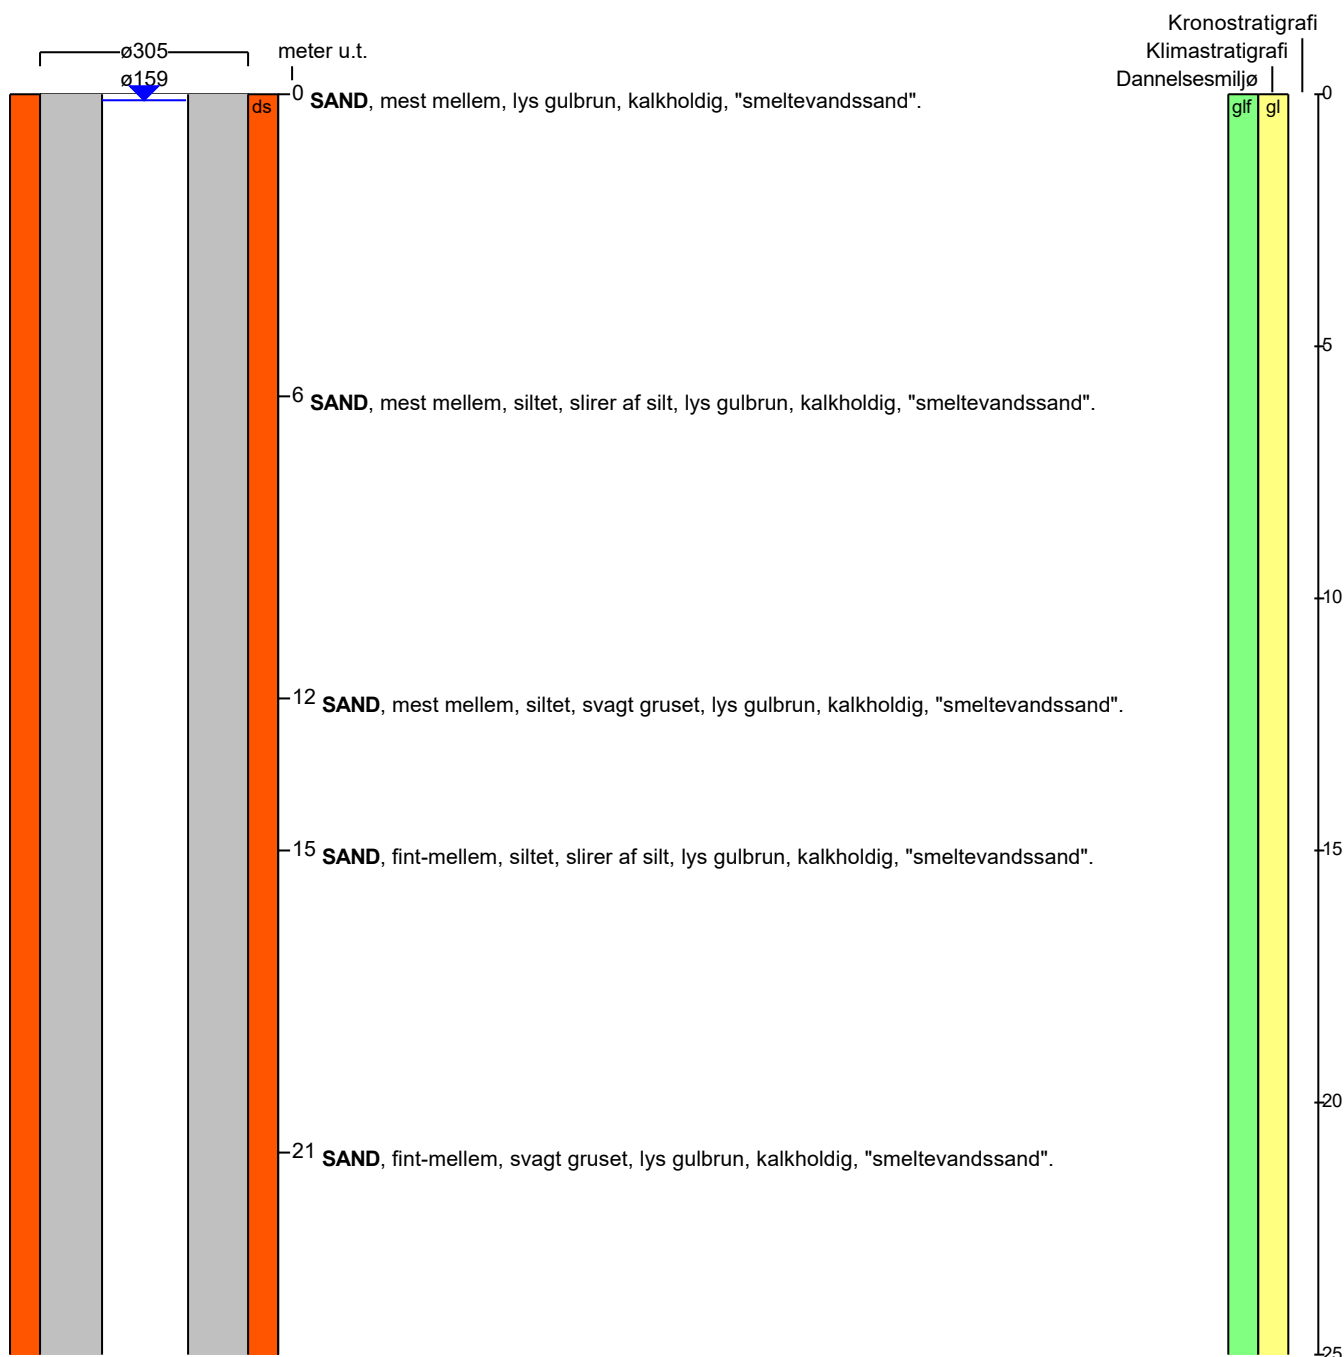 Kronostratigrafi
ø305 meter u.t. Klimastratigrafi
ø159 Dannelsesmiljø
0 SAND, mest mellem, lys gulbrun, kalkholdig, "smeltevandssand". 0
ds glf gl
5
6 SAND, mest mellem, siltet, slirer af silt, lys gulbrun, kalkholdig, "smeltevandssand".
10
12 SAND, mest mellem, siltet, svagt gruset, lys gulbrun, kalkholdig, "smeltevandssand".
15 SAND, fint-mellem, siltet, slirer af silt, lys gulbrun, kalkholdig, "smeltevandssand". 15
20
21 SAND, fint-mellem, svagt gruset, lys gulbrun, kalkholdig, "smeltevandssand".
25